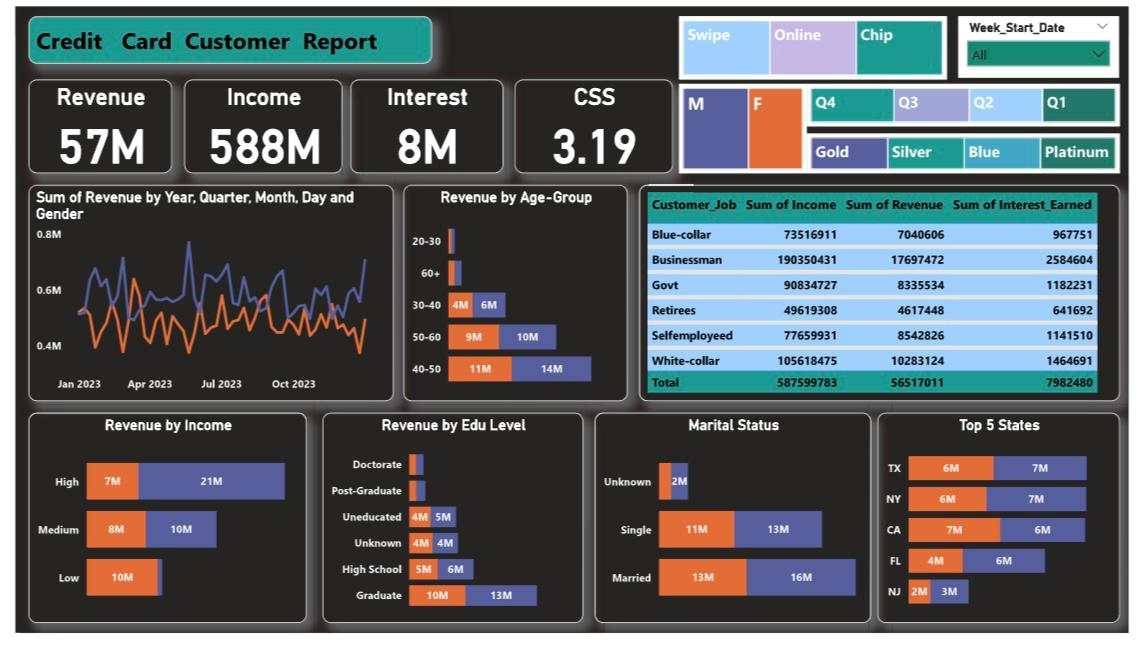 Credit Card Customer Report
Swipe
Online
Chip
Week_Start_Date
All
Revenue
57M
Income
588M
Interest
8M
CSS
3.19
M
F
Q4
Q3
Q2
Q1
Gold
Silver
Blue
Platinum
Sum of Revenue by Year, Quarter, Month, Day and
Gender
0.8M
0.6M
0.4M
Jan 2023 Apr 2023 Jul 2023 Oct 2023
Revenue by Age-Group
20-30
60+
30-40 4M 6M
50-60 9M 10M
40-50 11M 14M
Customer_Job Sum of Income Sum of Revenue Sum of Interest_Earned
Blue-collar 73516911 7040606 967751
Businessman 190350431 17697472 2584604
Govt 90834727 8335534 1182231
Retirees 49619308 4617448 641692
Selfemployeed 77659931 8542826 1141510
White-collar 105618475 10283124 1464691
Total 587599783 56517011 7982480
Revenue by Income
High 7M 21M
Medium 8M 10M
Low 10M
Revenue by Edu Level
Doctorate
Post-Graduate
Uneducated 4M 5M
Unknown 4M 4M
High School 5M 6M
Graduate 10M 13M
Marital Status
Unknown 2M
Single 11M 13M
Married 13M 16M
Top 5 States
TX 6M 7M
NY 6M 7M
CA 7M 6M
FL 4M 6M
NJ 2M 3M